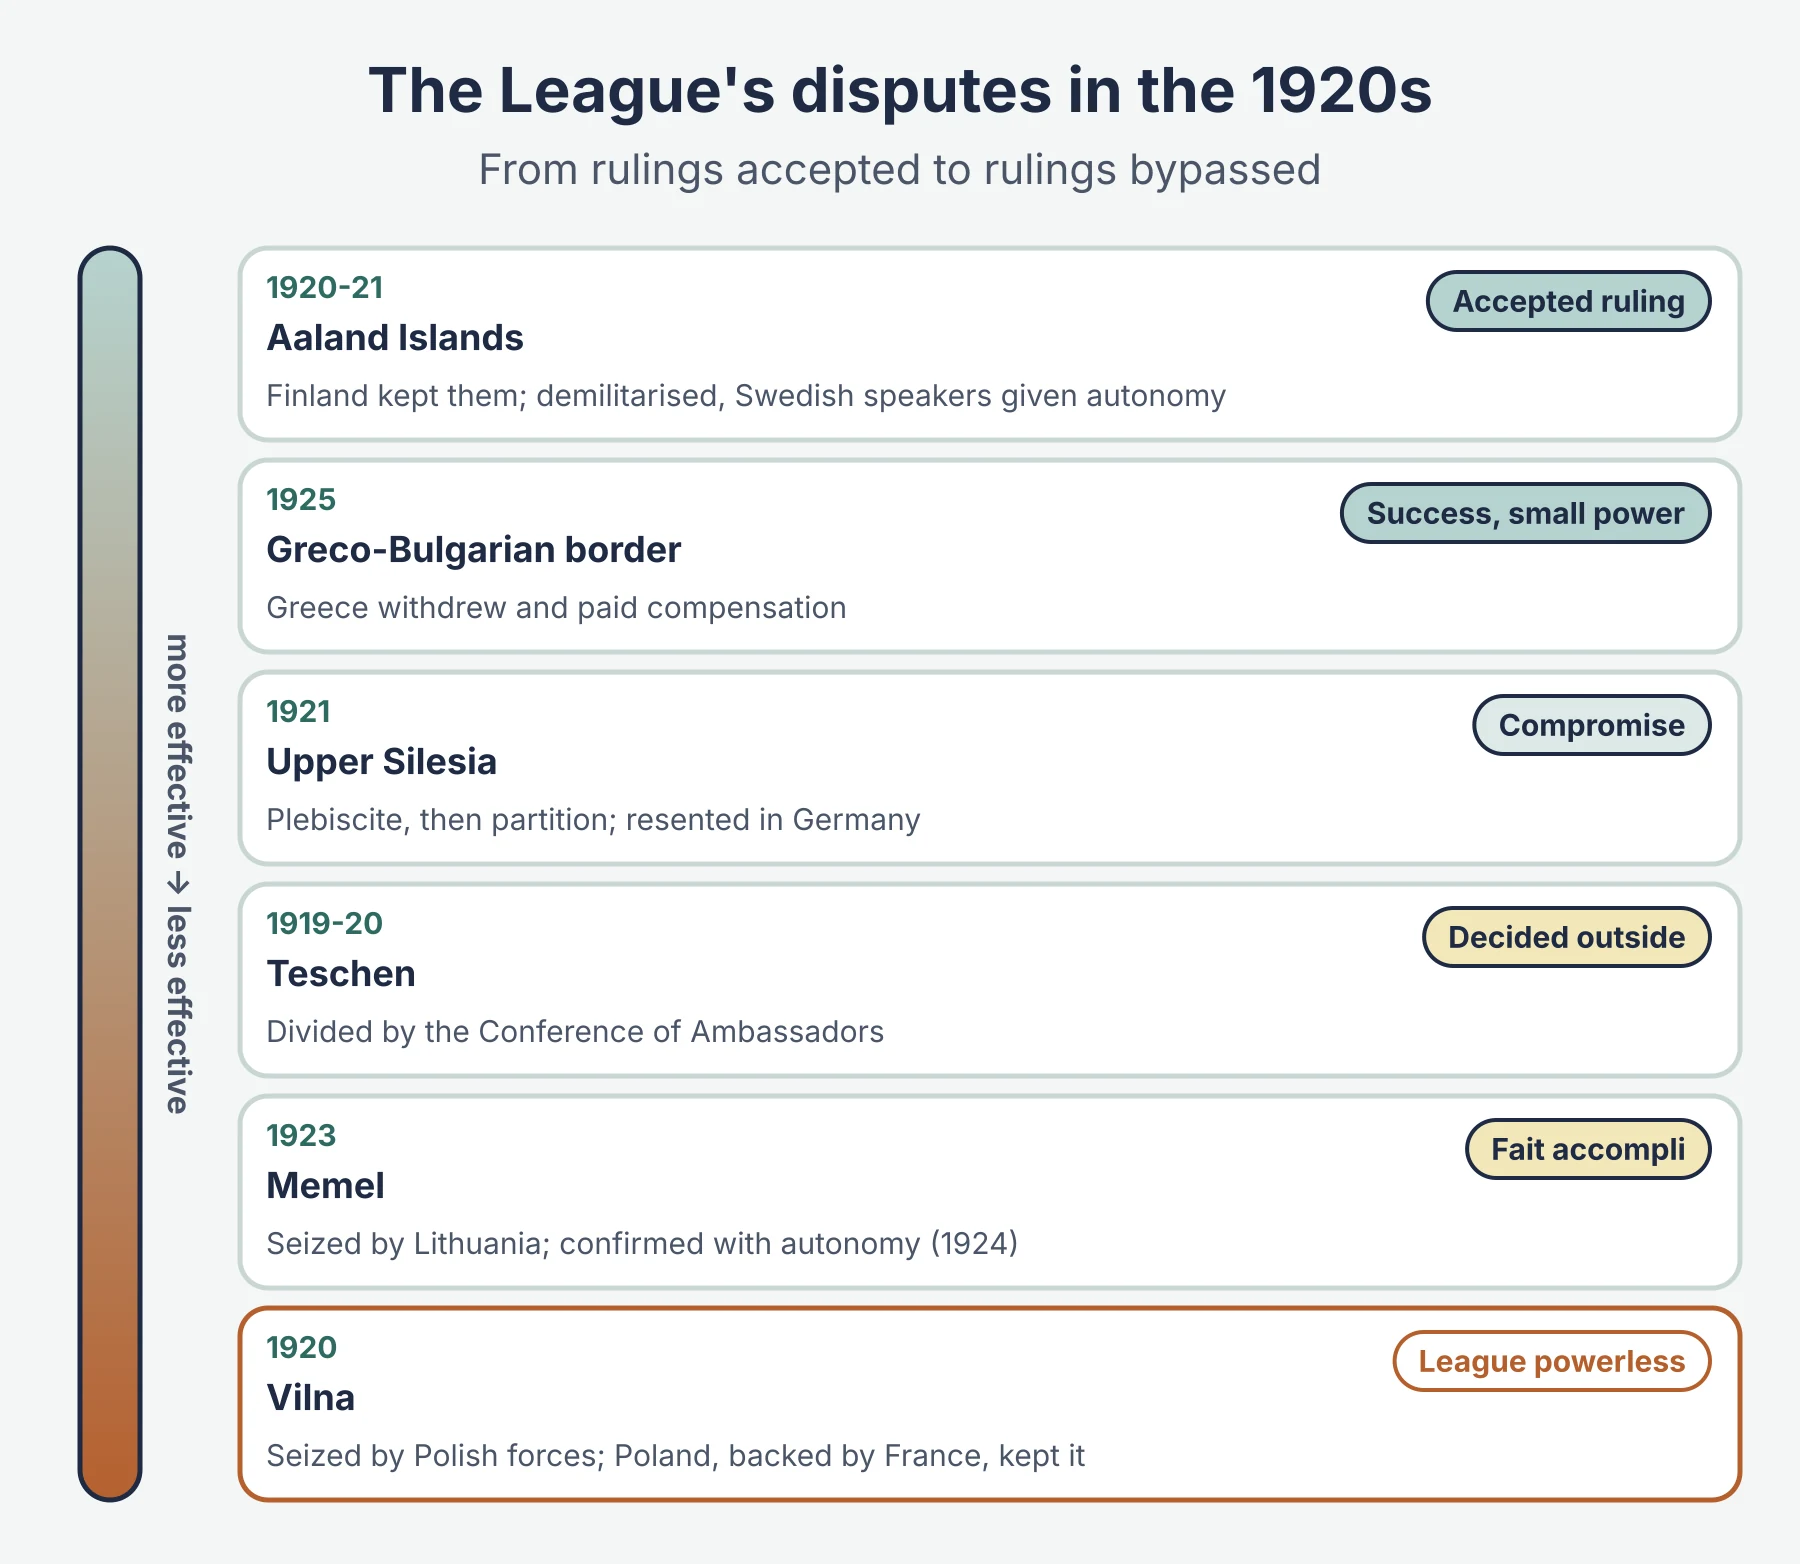 The League's disputes in the 1920s
From rulings accepted to rulings bypassed
more effective → less effective
1920-21
Accepted ruling
Aaland Islands
Finland kept them; demilitarised, Swedish speakers given autonomy
1925
Success, small power
Greco-Bulgarian border
Greece withdrew and paid compensation
1921
Compromise
Upper Silesia
Plebiscite, then partition; resented in Germany
1919-20
Decided outside
Teschen
Divided by the Conference of Ambassadors
1923
Fait accompli
Memel
Seized by Lithuania; confirmed with autonomy (1924)
1920
League powerless
Vilna
Seized by Polish forces; Poland, backed by France, kept it